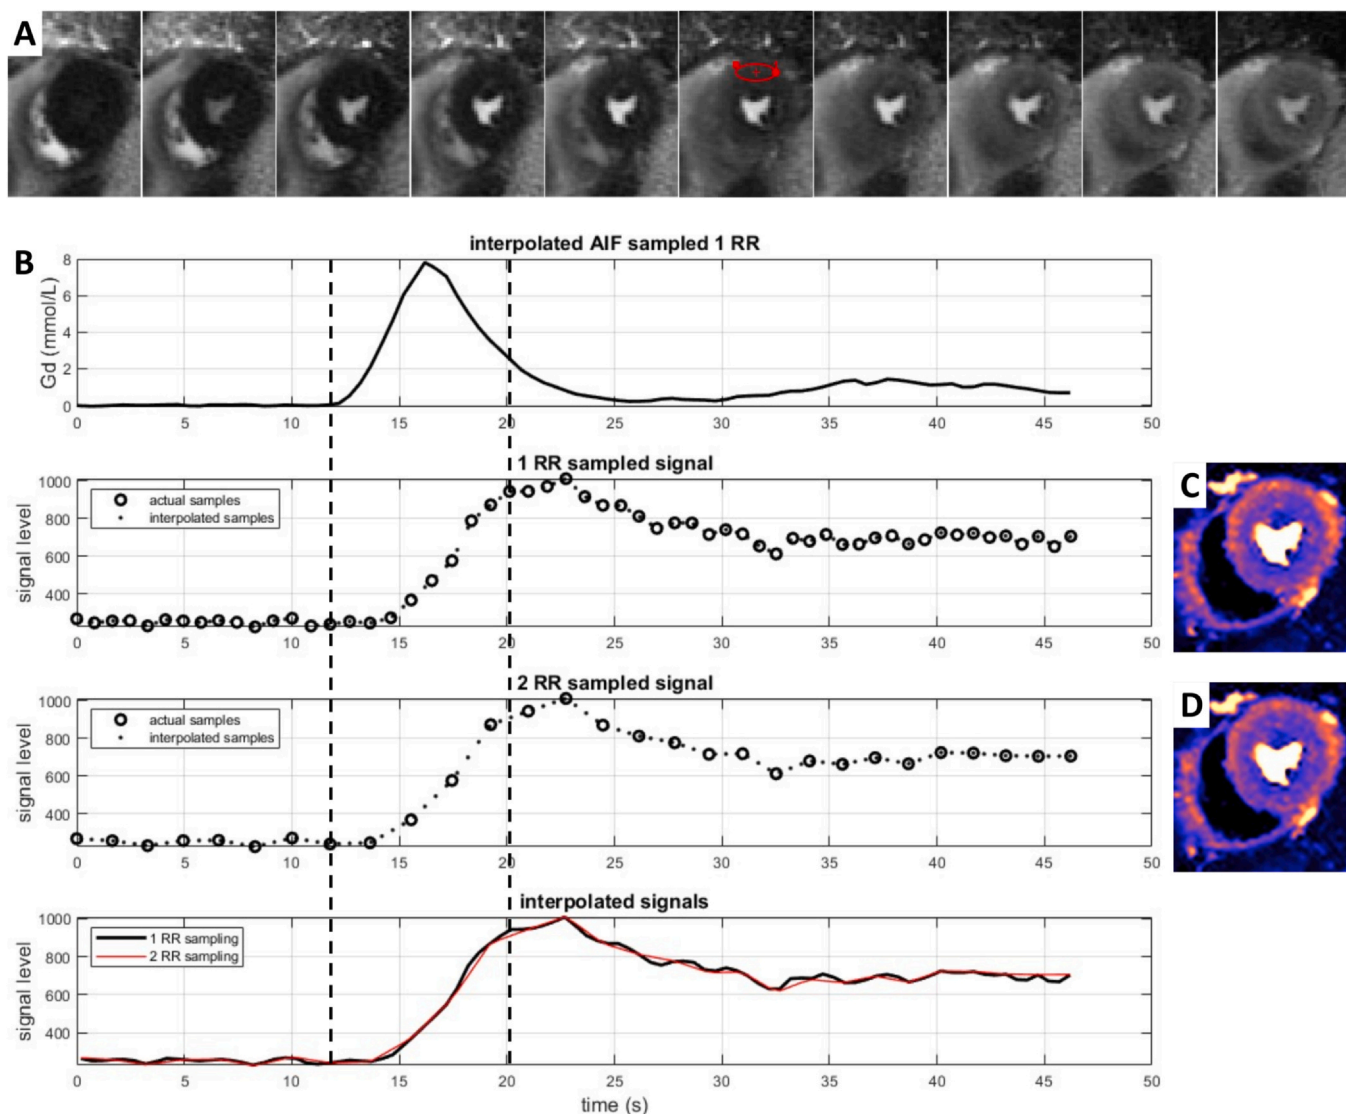 A
B
interpolated AIF sampled 1 RR
Gd (mmol/L)
8
6
4
2
0
0 5 10 15 20 25 30 35 40 45 50
1 RR sampled signal
signal level
1000
800
600
400
actual samples
interpolated samples
0 5 10 15 20 25 30 35 40 45 50
C
2 RR sampled signal
signal level
1000
800
600
400
actual samples
interpolated samples
0 5 10 15 20 25 30 35 40 45 50
D
interpolated signals
signal level
1000
800
600
400
1 RR sampling
2 RR sampling
0 5 10 15 20 25 30 35 40 45 50
time (s)